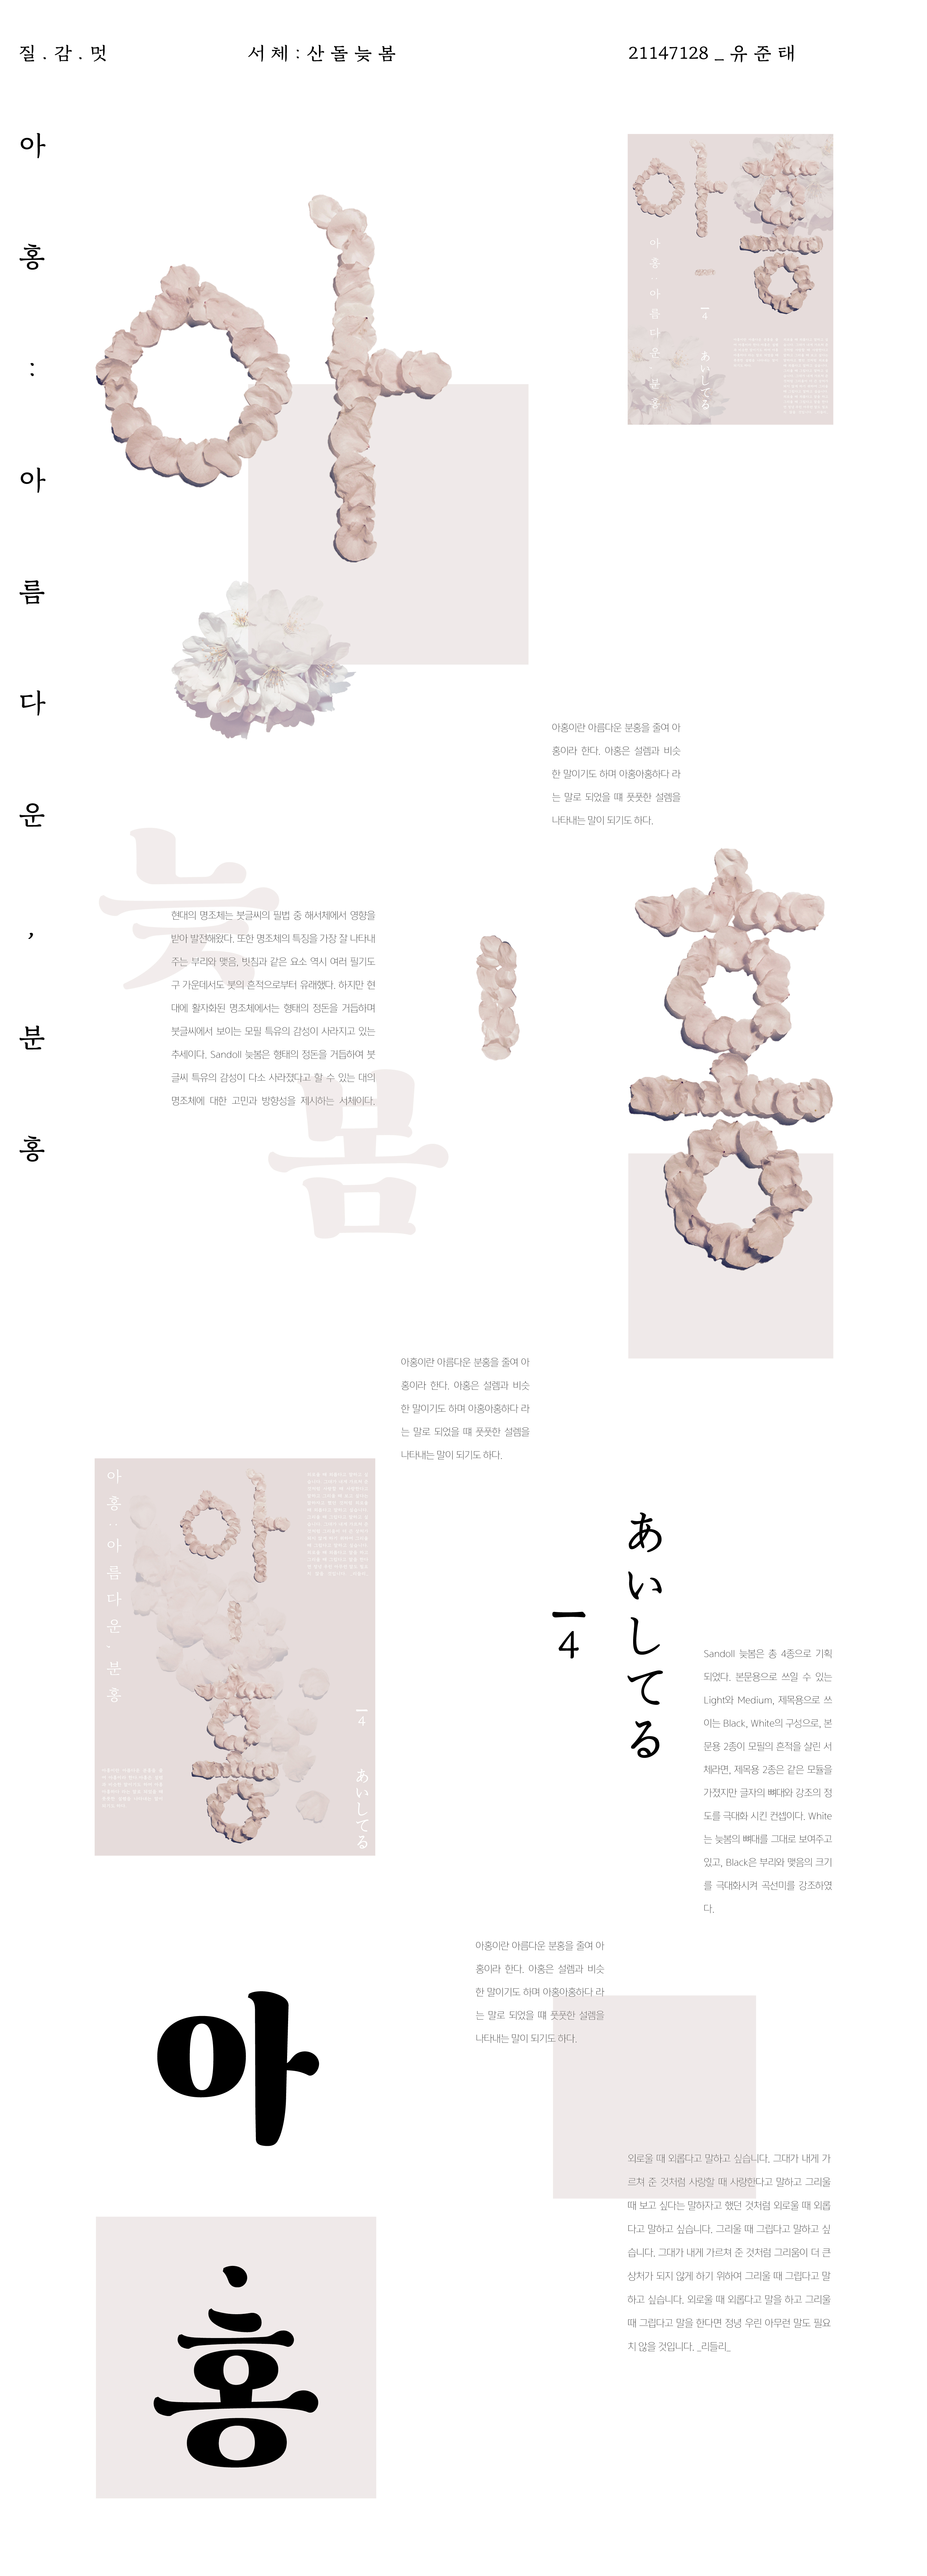 질.감.멋
서체:산돌늦봄
21147128_유준태
아
홍
:
아
름
다
운
,
분
홍
아
아
홍
:
아
름
다
운
,
분
홍
홍
ㅣ
4
あいしてる
아홍이란 아름다운 분홍을 줄여 아
홍이라 한다. 아홍은 설렘과 비슷
한 말이기도 하며 아홍아홍하다 라
는 말로 되었을 떄 풋풋한 설렘을
나타내는 말이 되기도 하다.
늦
현대의 명조체는 붓글씨의 필법 중 해서체에서 영향을
받아 발전해왔다. 또한 명조체의 특징을 가장 잘 나타내
주는 부리와 맺음, 빗침과 같은 요소 역시 여러 필기도
구 가운데서도 붓의 흔적으로부터 유래했다. 하지만 현
대에 활자화된 명조체에서는 형태의 정돈을 거듭하며
붓글씨에서 보이는 모필 특유의 감성이 사라지고 있는
추세이다. Sandoll 늦봄은 형태의 정돈을 거듭하여 붓
글씨 특유의 감성이 다소 사라졌다고 할 수 있는 대의
명조체에 대한 고민과 방향성을 제시하는 서체이다.
봄
홍
아홍이란 아름다운 분홍을 줄여 아
홍이라 한다. 아홍은 설렘과 비슷
한 말이기도 하며 아홍아홍하다 라
는 말로 되었을 떄 풋풋한 설렘을
나타내는 말이 되기도 하다.
아
홍
:
아
름
다
운
,
분
홍
아
홍
ㅣ
4
あいしてる
ㅣ
4
あいしてる
Sandoll 늦봄은 총 4종으로 기획
되었다. 본문용으로 쓰일 수 있는
Light와 Medium, 제목용으로 쓰
이는 Black, White의 구성으로, 본
문용 2종이 모필의 흔적을 살린 서
체라면, 제목용 2종은 같은 모듈을
가졌지만 글자의 뼈대와 강조의 정
도를 극대화 시킨 컨셉이다. White
는 늦봄의 뼈대를 그대로 보여주고
있고, Black은 부리와 맺음의 크기
를 극대화시켜 곡선미를 강조하였
다.
아홍이란 아름다운 분홍을 줄여 아
홍이라 한다. 아홍은 설렘과 비슷
한 말이기도 하며 아홍아홍하다 라
는 말로 되었을 떄 풋풋한 설렘을
나타내는 말이 되기도 하다.
아
외로울 때 외롭다고 말하고 싶습니다. 그대가 내게 가
르쳐 준 것처럼 사랑할 때 사랑한다고 말하고 그리울
때 보고 싶다는 말하자고 했던 것처럼 외로울 때 외롭
다고 말하고 싶습니다. 그리울 때 그립다고 말하고 싶
습니다. 그대가 내게 가르쳐 준 것처럼 그리움이 더 큰
상처가 되지 않게 하기 위하여 그리울 때 그립다고 말
하고 싶습니다. 외로울 때 외롭다고 말을 하고 그리울
때 그립다고 말을 한다면 정녕 우린 아무런 말도 필요
치 않을 것입니다. _리들리_
홍